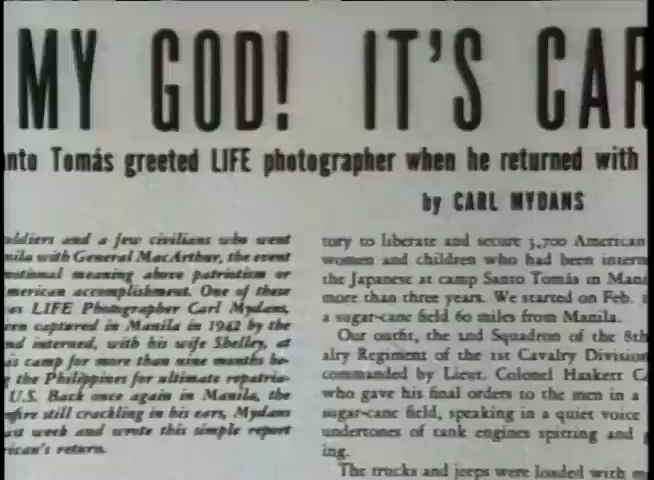 MY GOD! IT'S CAR
nto Tomás greeted LIFE photographer when he returned with
by CARL MYDANS
ldiers and a few civilians who went
nila with General MacArthur, the event
otional meaning above patriotism or
merican accomplishment. One of these
as LIFE Photographer Carl Mydans,
een captured in Manila in 1942 by the
nd interned, with his wife Shelley, at
is camp for more than nine months be-
g the Philippines for ultimate repatria-
U.S. Back once again in Manila, the
nfire still crackling in his ears, Mydans
ast week and wrote this simple report
rican's return.
tory to liberate and secure 3,700 American
women and children who had been intern
the Japanese at camp Santo Tomás in Man
more than three years. We started on Feb. 1
a sugar-cane field 60 miles from Manila.
Our outfit, the 2nd Squadron of the 8th
alry Regiment of the 1st Cavalry Division
commanded by Lieut. Colonel Haskett C
who gave his final orders to the men in a
sugar-cane field, speaking in a quiet voice
undertones of tank engines spitting and
ing.
The trucks and jeeps were loaded with m